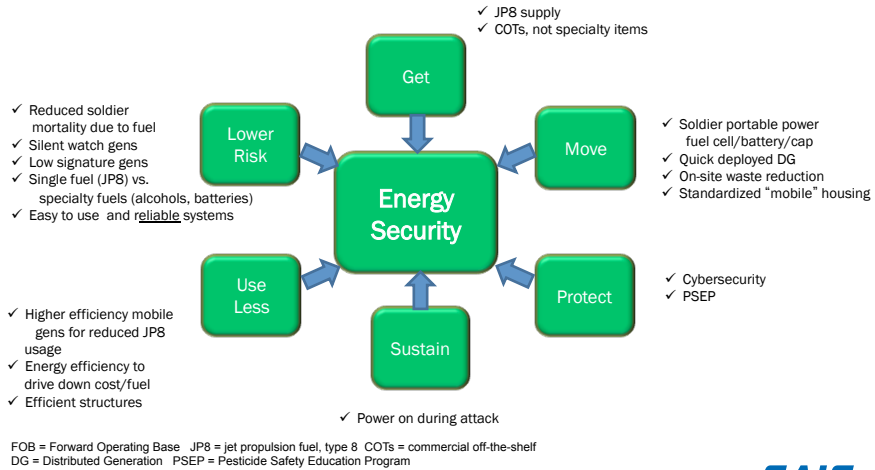 ✓ JP8 supply
✓ COTs, not specialty items
Get
✓ Reduced soldier
mortality due to fuel
✓ Silent watch gens
✓ Low signature gens
✓ Single fuel (JP8) vs.
specialty fuels (alcohols, batteries)
✓ Easy to use and reliable systems
Lower
Risk
Move
✓ Soldier portable power
fuel cell/battery/cap
✓ Quick deployed DG
✓ On-site waste reduction
✓ Standardized “mobile” housing
Energy
Security
Use
Less
✓ Higher efficiency mobile
gens for reduced JP8
usage
✓ Energy efficiency to
drive down cost/fuel
✓ Efficient structures
Sustain
✓ Power on during attack
Protect
✓ Cybersecurity
✓ PSEP
FOB = Forward Operating Base JP8 = jet propulsion fuel, type 8 COTs = commercial off-the-shelf
DG = Distributed Generation PSEP = Pesticide Safety Education Program